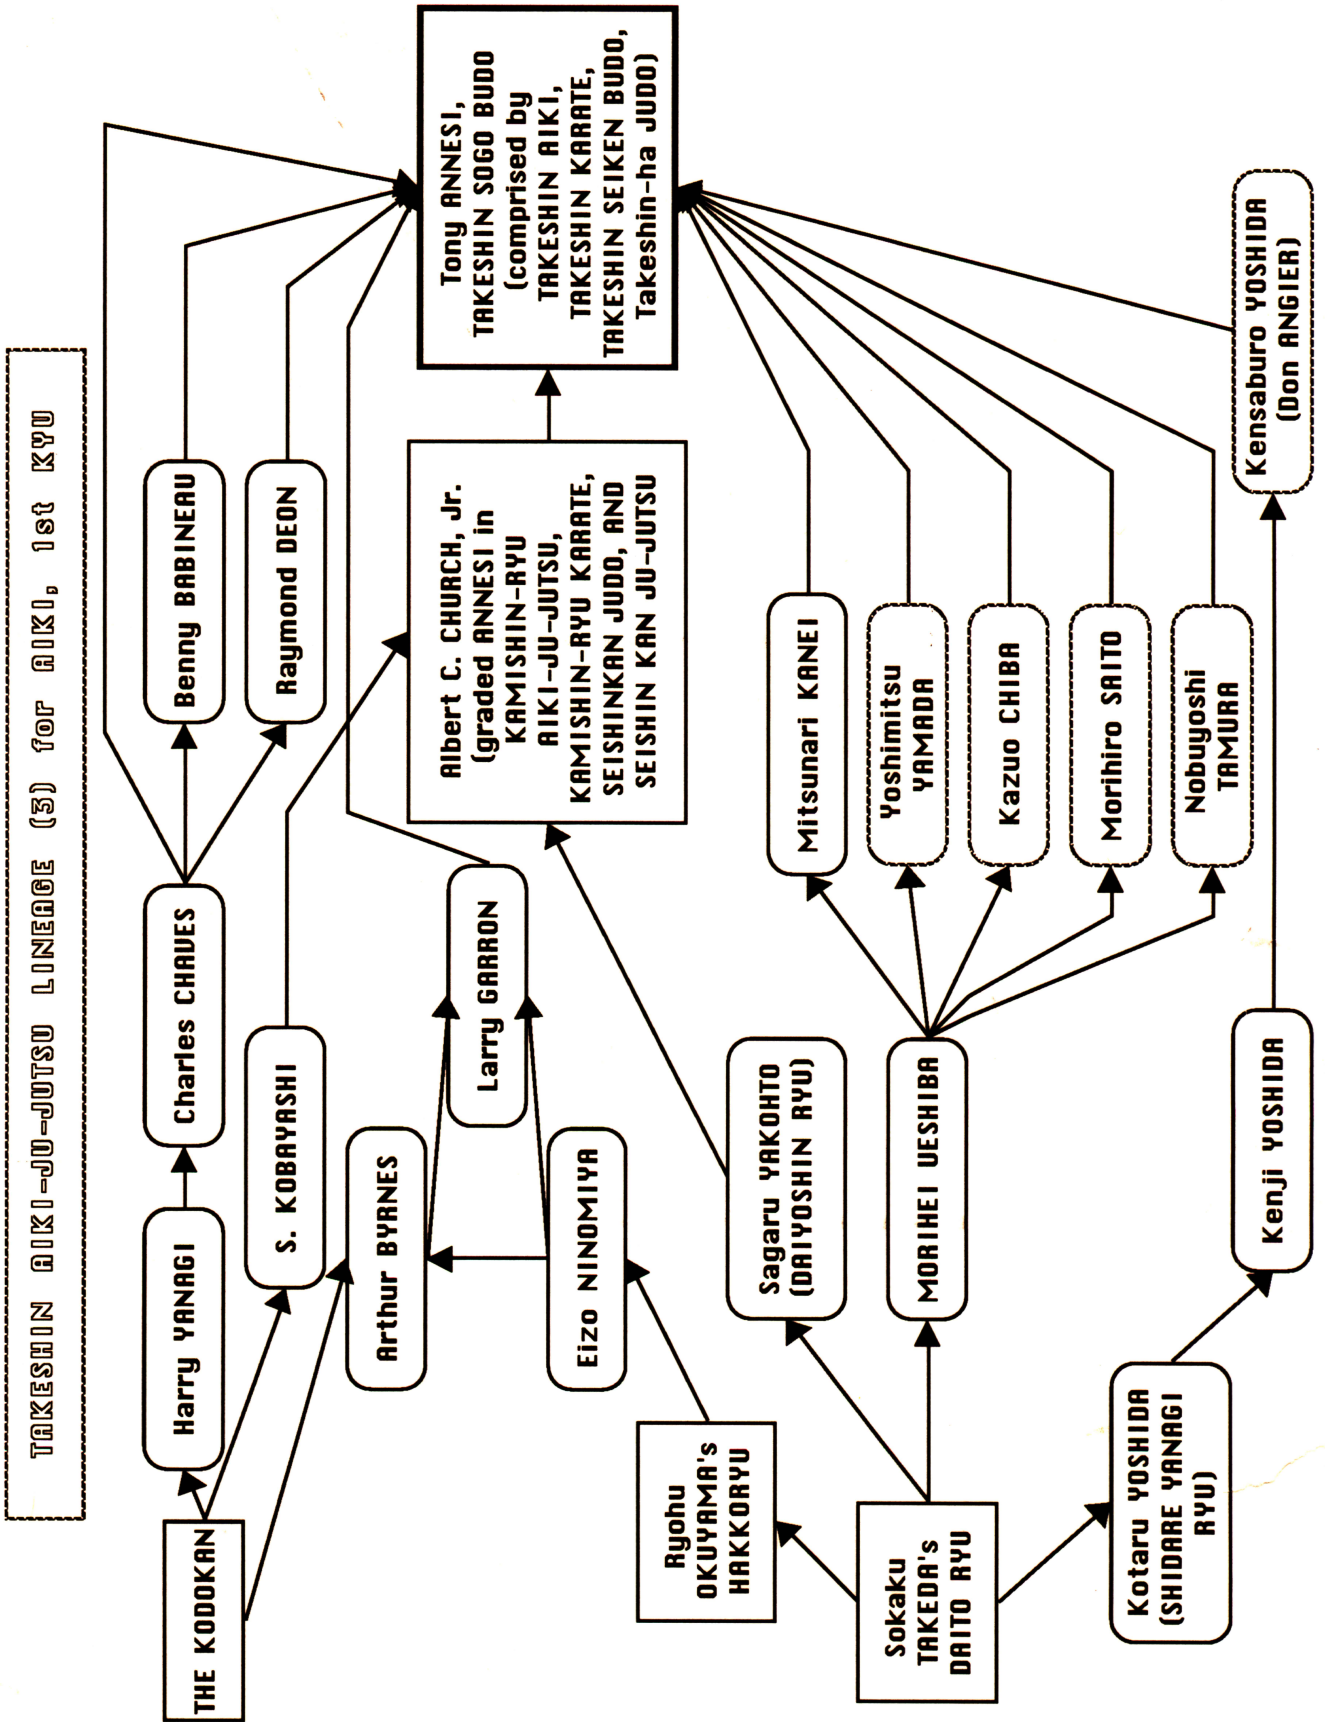 TAKESHIN AIKI-JU-JUTSU LINEAGE (3) for AIKI, 1st KYU
THE KODOKAN
Harry YANAGI
Charles CHAVES
Benny BABINEAU
Raymond DEON
S. KOBAYASHI
Arthur BYRNES
Larry GARRON
Eizo NINOMIYA
Albert C. CHURCH, Jr.
(graded ANNESI in
KAMISHIN-RYU
AIKI-JU-JUTSU,
KAMISHIN-RYU KARATE,
SEISHINKAN JUDO, AND
SEISHIN KAN JU-JUTSU
Tony ANNESI,
TAKESHIN SOGO BUDO
(comprised by
TAKESHIN AIKI,
TAKESHIN KARATE,
TAKESHIN SEIKEN BUDO,
Takeshin-ha JUDO)
Ryohu
OKUYAMA's
HAKKORYU
Sagaru YAKOHTO
(DAIYOSHIN RYU)
Sokaku
TAKEDA's
DAITO RYU
MORIHEI UESHIBA
Mitsunari KANEI
Yoshimitsu
YAMADA
Kazuo CHIBA
Morihiro SAITO
Nobuyoshi
TAMURA
Kotaru YOSHIDA
(SHIDARE YANAGI
RYU)
Kenji YOSHIDA
Kensaburo YOSHIDA
(Don ANGIER)